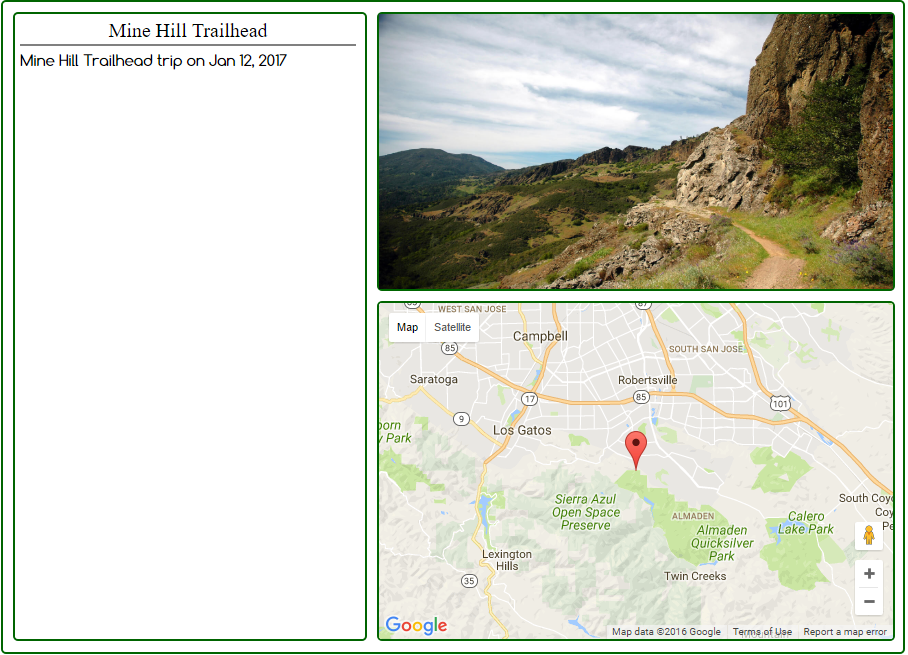 Mine Hill Trailhead
Mine Hill Trailhead trip on Jan 12, 2017
WEST SAN JOSE
87
Map Satellite
Campbell
85
SOUTH SAN JOSE
Saratoga
Robertsville
17
85
101
9
Los Gatos
y Park
Sierra Azul
Open Space
Preserve
ALMADEN
Almaden
Quicksilver
Park
Calero
Lake Park
South Coy
Coy
Lexington
Hills
Twin Creeks
35
+
−
Google
Map data ©2016 Google Terms of Use Report a map error